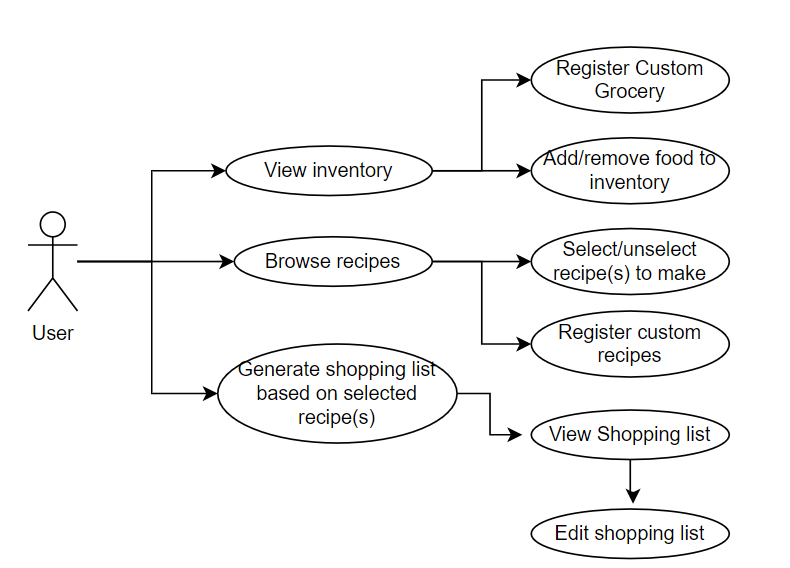 Register Custom
Grocery
Add/remove food to
inventory
View inventory
Browse recipes
Select/unselect
recipe(s) to make
User
Register custom
recipes
Generate shopping list
based on selected
recipe(s)
View Shopping list
Edit shopping list